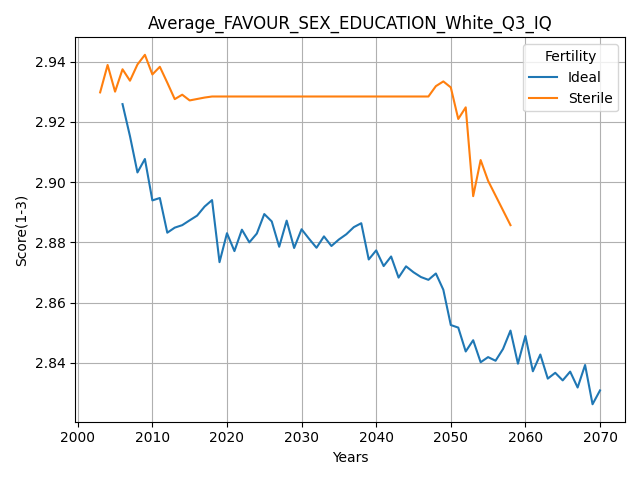 Average_FAVOUR_SEX_EDUCATION_White_Q3_IQ
Fertility
Ideal
Sterile
Score(1-3)
2.94
2.92
2.90
2.88
2.86
2.84
2000
2010
2020
2030
2040
2050
2060
2070
Years